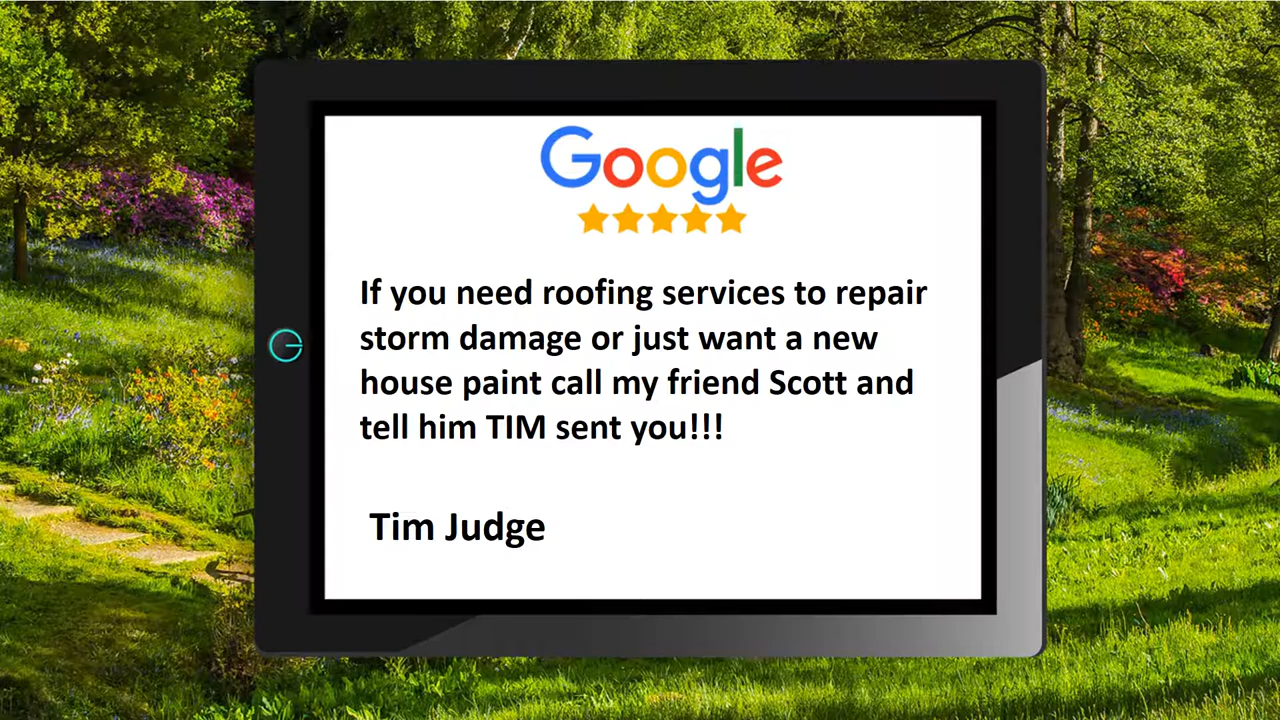 Google
If you need roofing services to repair
storm damage or just want a new
house paint call my friend Scott and
tell him TIM sent you!!!
Tim Judge